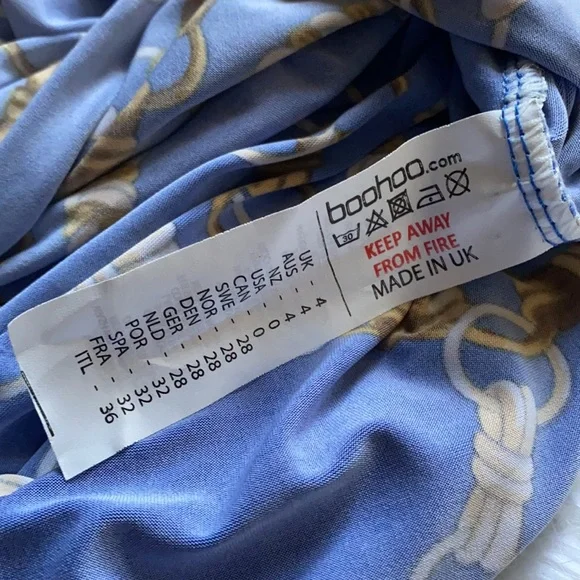 boohoo.com
30
KEEP AWAY
FROM FIRE
MADE IN UK
UK - 4
AUS - 4
NZ - 4
USA - 0
CAN - 0
SWE - 28
NOR - 28
DEN - 28
GER - 28
NLD - 28
POR - 32
SPA - 32
FRA - 32
ITL - 36